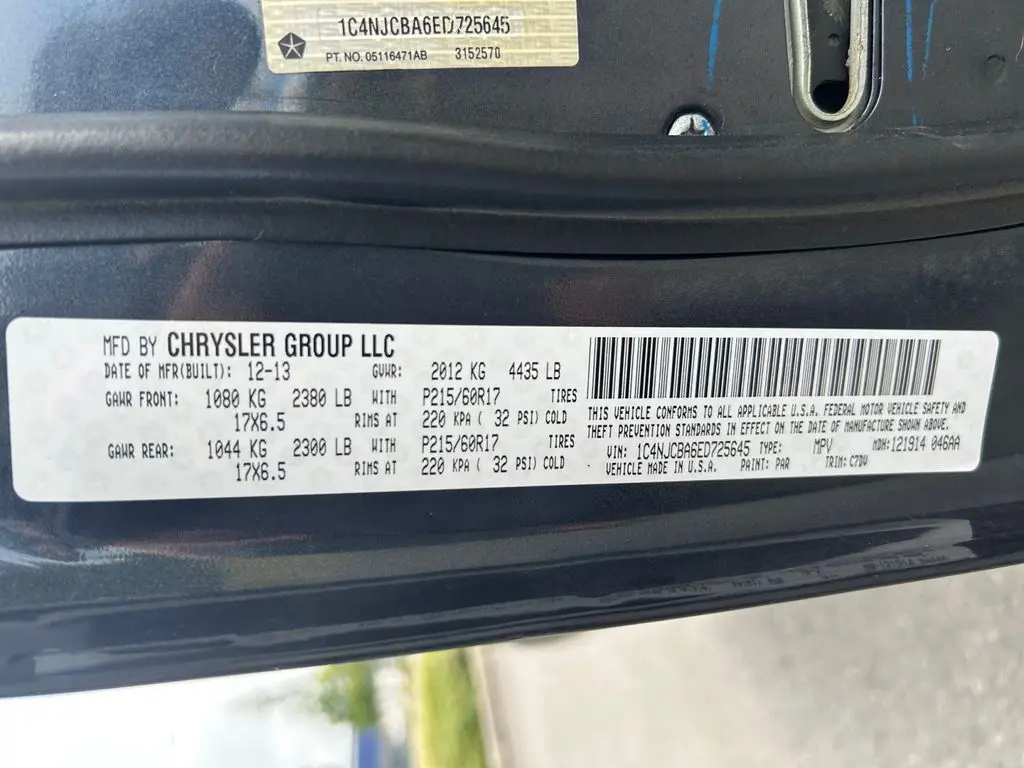 1C4NJCBA6ED725645
PT. NO. 05116471AB 3152570
MFD BY CHRYSLER GROUP LLC
DATE OF MFR(BUILT): 12-13 GVWR: 2012 KG 4435 LB
GAWR FRONT: 1080 KG 2380 LB WITH P215/60R17 TIRES
17X6.5 RIMS AT 220 KPA ( 32 PSI) COLD
GAWR REAR: 1044 KG 2300 LB WITH P215/60R17 TIRES
17X6.5 RIMS AT 220 KPA ( 32 PSI) COLD
THIS VEHICLE CONFORMS TO ALL APPLICABLE U.S.A. FEDERAL MOTOR VEHICLE SAFETY AND
THEFT PREVENTION STANDARDS IN EFFECT ON THE DATE OF MANUFACTURE SHOWN ABOVE.
VIN: 1C4NJCBA6ED725645 TYPE: MPV MDH: 121914 046AA
VEHICLE MADE IN U.S.A. PAINT: PAR TRIM: C7DV